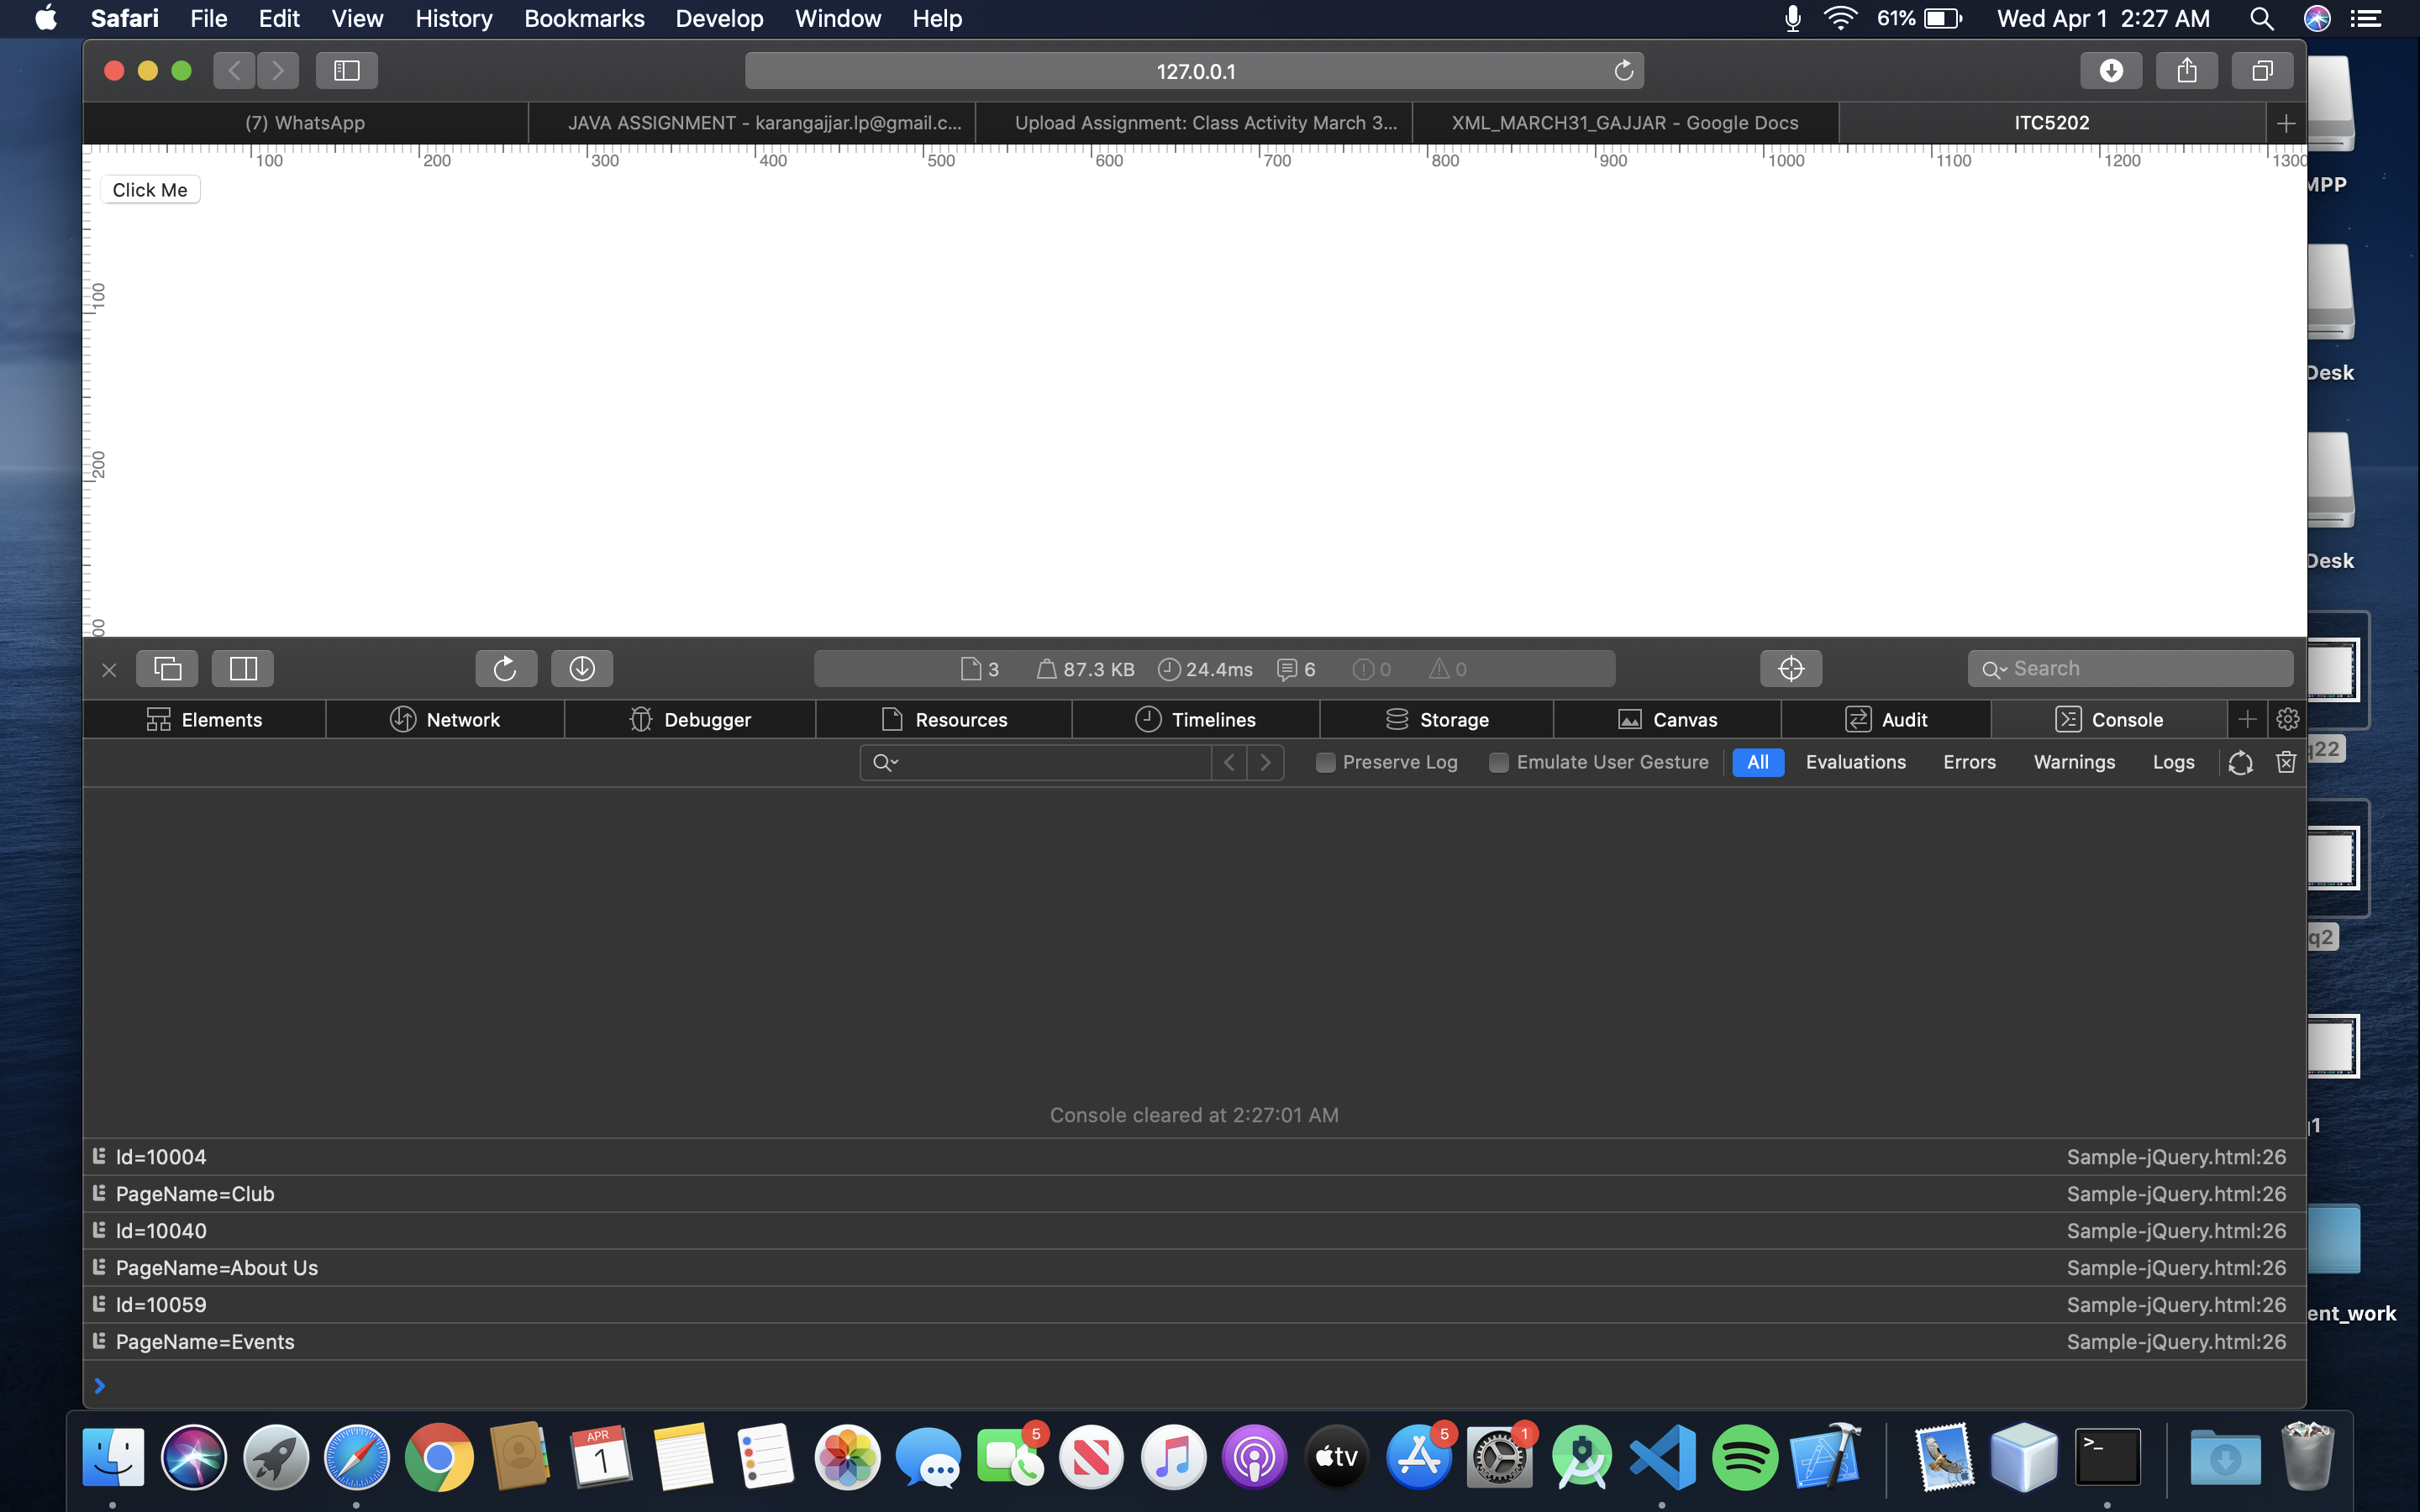 Safari File Edit View History Bookmarks Develop Window Help 61% Wed Apr 1 2:27 AM
127.0.0.1
(7) WhatsApp JAVA ASSIGNMENT - karangajjar.lp@gmail.c... Upload Assignment: Class Activity March 3... XML_MARCH31_GAJJAR - Google Docs ITC5202
100 200 300 400 500 600 700 800 900 1000 1100 1200 1300
Click Me
MPP
100
Desk
200
Desk
00
3 87.3 KB 24.4ms 6 0 0 Search
Elements Network Debugger Resources Timelines Storage Canvas Audit Console
q22
Preserve Log Emulate User Gesture All Evaluations Errors Warnings Logs
q2
Console cleared at 2:27:01 AM
Id=10004 Sample-jQuery.html:26
PageName=Club Sample-jQuery.html:26
Id=10040 Sample-jQuery.html:26
PageName=About Us Sample-jQuery.html:26
Id=10059 Sample-jQuery.html:26
ent_work
PageName=Events Sample-jQuery.html:26
APR
1
5
tv
5
1
>_